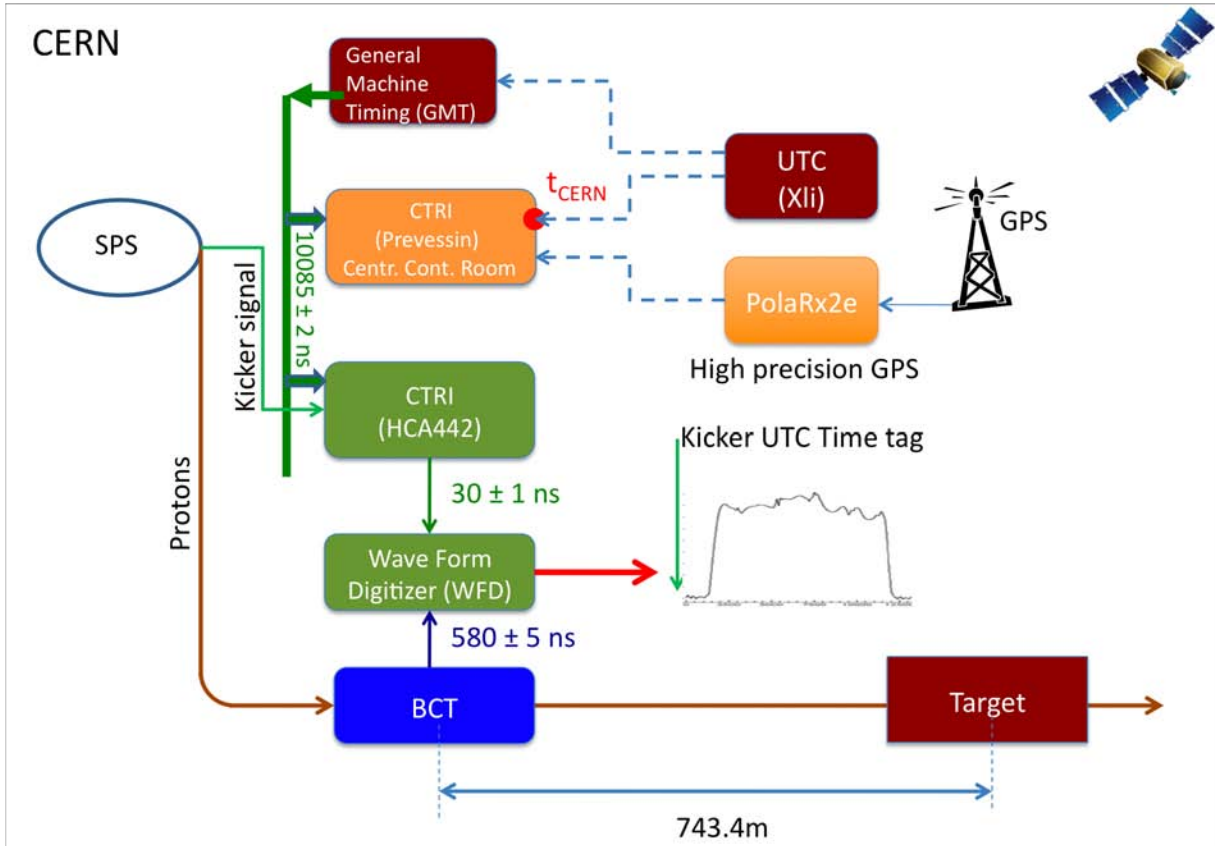 CERN
General
Machine
Timing (GMT)
UTC
(Xli)
t_CERN
CTRI
(Prevessin)
Centr. Cont. Room
GPS
SPS
10085 ± 2 ns
PolaRx2e
Kicker signal
High precision GPS
CTRI
(HCA442)
Kicker UTC Time tag
Protons
30 ± 1 ns
Wave Form
Digitizer (WFD)
580 ± 5 ns
BCT
Target
743.4m